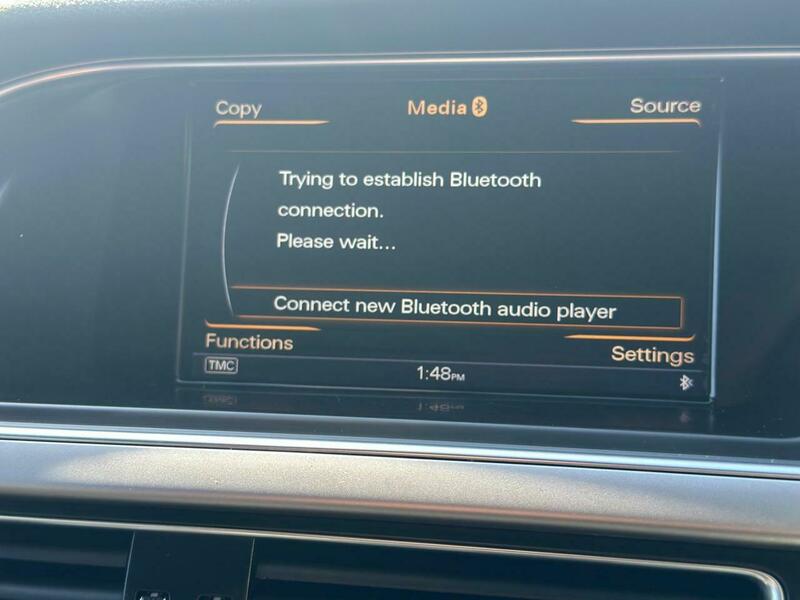 Copy
Media
Source
Trying to establish Bluetooth
connection.
Please wait...
Connect new Bluetooth audio player
Functions
Settings
TMC
1:48PM